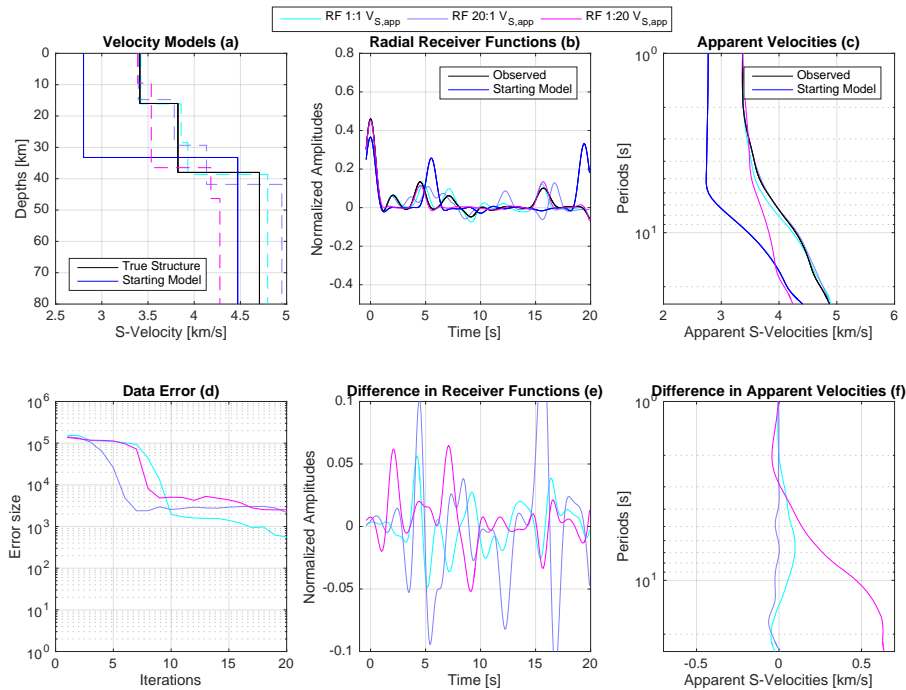 RF 1:1 V_S,app RF 20:1 V_S,app RF 1:20 V_S,app
Velocity Models (a)
0
10
20
30
40
50
60
70
80
Depths [km]
True Structure
Starting Model
2.5 3 3.5 4 4.5 5
S-Velocity [km/s]
Radial Receiver Functions (b)
0.8
0.6
0.4
0.2
0
-0.2
-0.4
Normalized Amplitudes
Observed
Starting Model
0 5 10 15 20
Time [s]
Apparent Velocities (c)
10^0
10^1
Periods [s]
Observed
Starting Model
2 3 4 5 6
Apparent S-Velocities [km/s]
Data Error (d)
10^6
10^5
10^4
10^3
10^2
10^1
10^0
Error size
0 5 10 15 20
Iterations
Difference in Receiver Functions (e)
0.1
0.05
0
-0.05
-0.1
Normalized Amplitudes
0 5 10 15 20
Time [s]
Difference in Apparent Velocities (f)
10^0
10^1
Periods [s]
-0.5 0 0.5
Apparent S-Velocities [km/s]